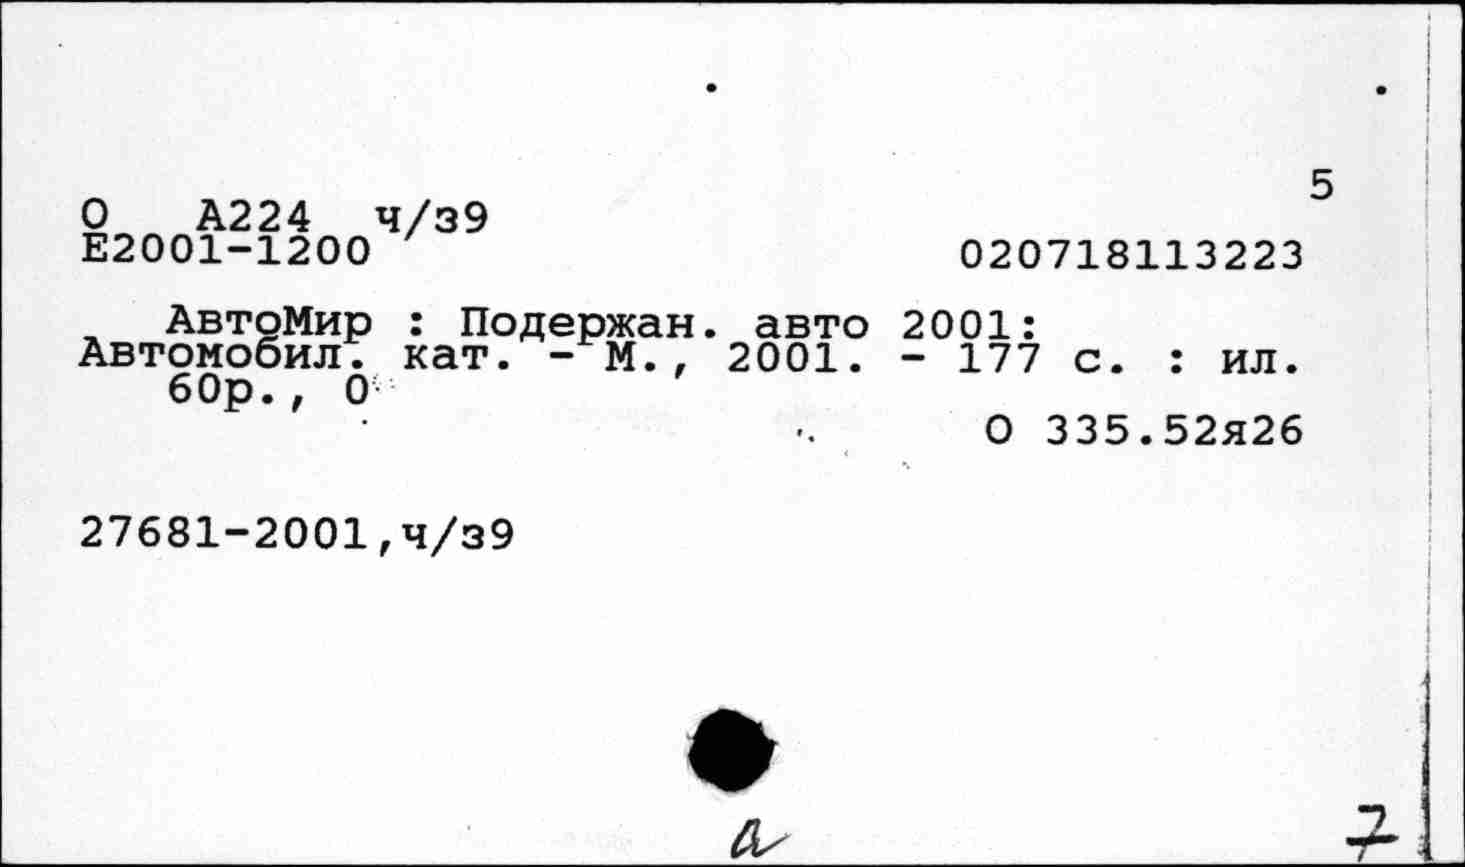 5
О   А224  ч/з9
Е2001-1200   020718113223
АвтоМир : Подержан. авто 2001:
Автомобил. кат. - М., 2001. - 177 с. : ил.
60р., 0
О 335.52я26
27681-2001,ч/з9
7